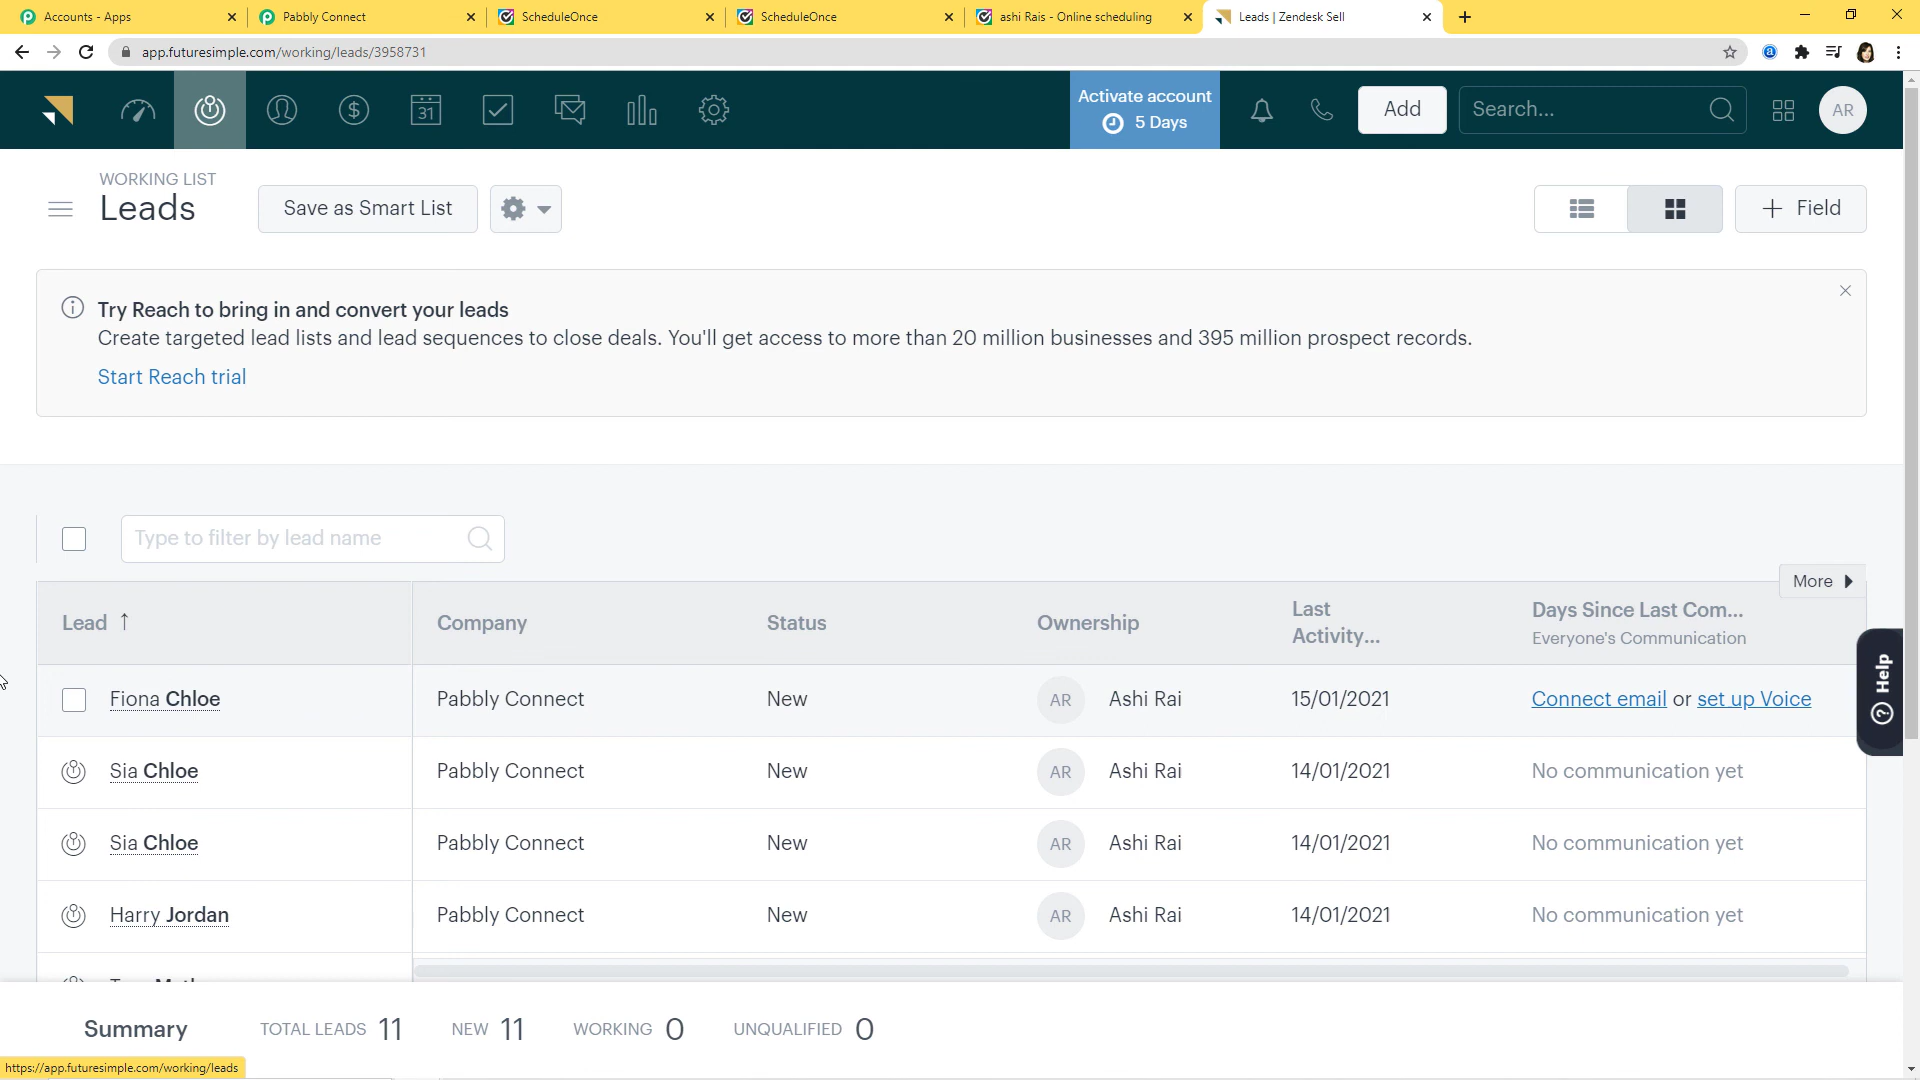 Accounts - Apps
Pabbly Connect
ScheduleOnce
ScheduleOnce
ashi Rais - Online scheduling
Leads | Zendesk Sell
app.futuresimple.com/working/leads/3958731
31
Activate account
5 Days
Add
Search...
AR
WORKING LIST
Leads
Save as Smart List
Field
Try Reach to bring in and convert your leads
Create targeted lead lists and lead sequences to close deals. You'll get access to more than 20 million businesses and 395 million prospect records.
Start Reach trial
Type to filter by lead name
More
Lead ↑ Company Status Ownership Last Activity... Days Since Last Com...
Everyone's Communication
Fiona Chloe Pabbly Connect New AR Ashi Rai 15/01/2021 Connect email or set up Voice
Sia Chloe Pabbly Connect New AR Ashi Rai 14/01/2021 No communication yet
Sia Chloe Pabbly Connect New AR Ashi Rai 14/01/2021 No communication yet
Harry Jordan Pabbly Connect New AR Ashi Rai 14/01/2021 No communication yet
Help
Summary TOTAL LEADS 11 NEW 11 WORKING 0 UNQUALIFIED 0
https://app.futuresimple.com/working/leads